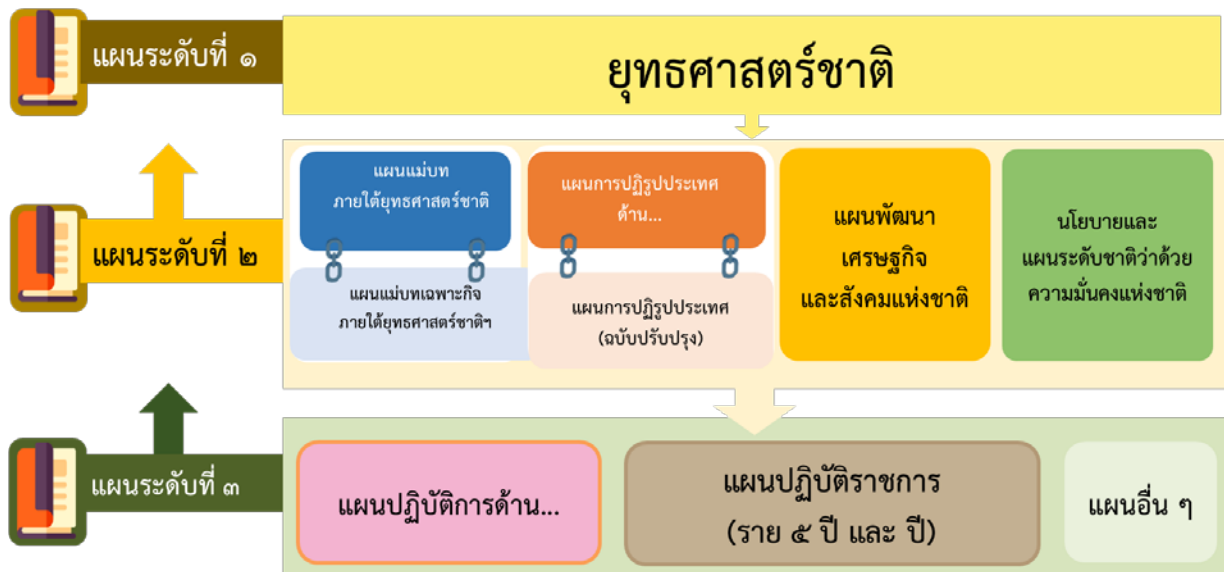 แผนระดับที่ ๑
ยุทธศาสตร์ชาติ
แผนระดับที่ ๒
แผนแม่บท
ภายใต้ยุทธศาสตร์ชาติ
แผนแม่บทเฉพาะกิจ
ภายใต้ยุทธศาสตร์ชาติฯ
แผนการปฏิรูปประเทศ
ด้าน...
แผนการปฏิรูปประเทศ
(ฉบับปรับปรุง)
แผนพัฒนา
เศรษฐกิจ
และสังคมแห่งชาติ
นโยบายและ
แผนระดับชาติว่าด้วย
ความมั่นคงแห่งชาติ
แผนระดับที่ ๓
แผนปฏิบัติการด้าน...
แผนปฏิบัติราชการ
(ราย ๕ ปี และ ปี)
แผนอื่น ๆ